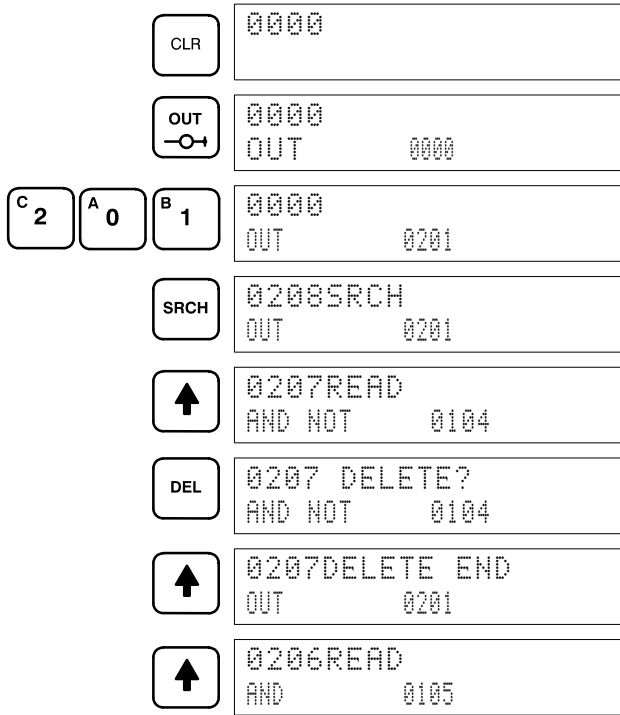 CLR
0000
OUT
0000
OUT 0000
C 2 A 0 B 1
0000
OUT 0201
SRCH
0208SRCH
OUT 0201
0207READ
AND NOT 0104
DEL
0207 DELETE?
AND NOT 0104
0207DELETE END
OUT 0201
0206READ
AND 0105